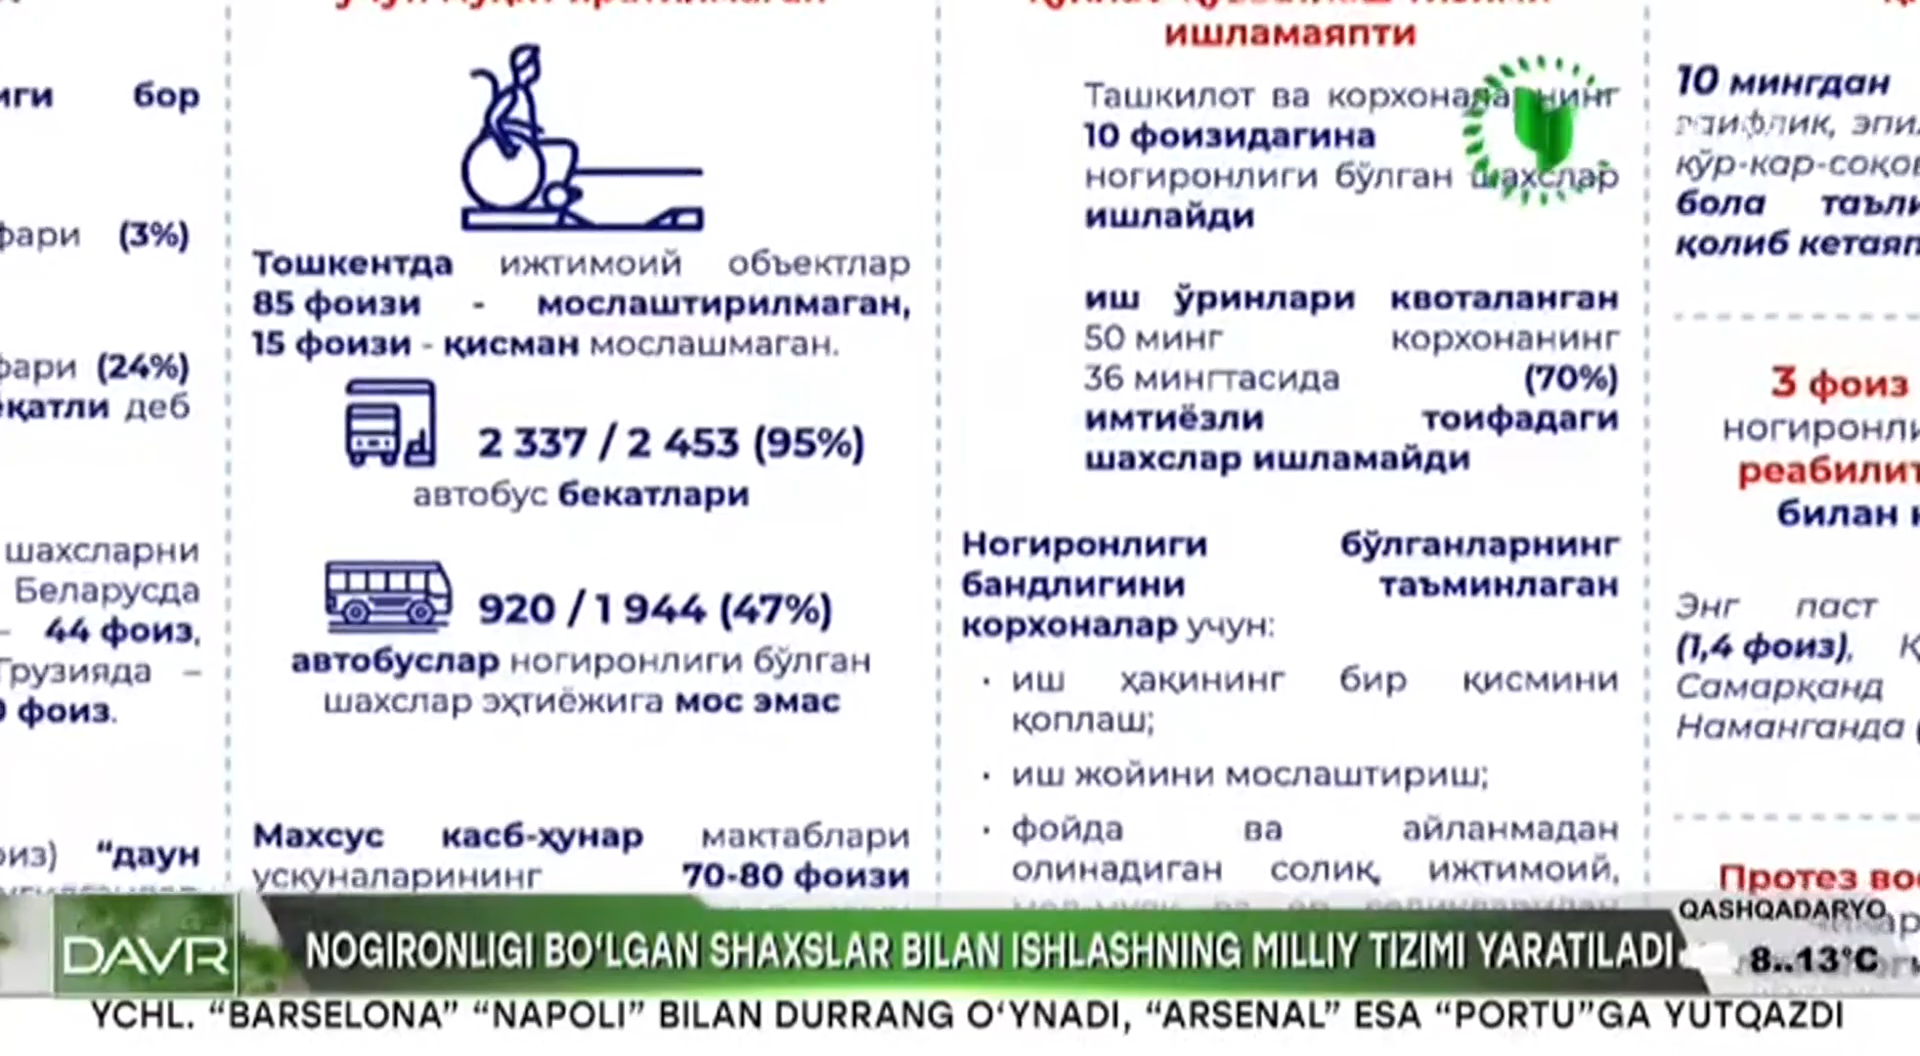 иги бор
фари (3%)
фари (24%)
деб
шахсларни
Беларусда
– 44 фоиз,
Грузияда –
фоиз.
“даун
Тошкентда ижтимоий объектлар
85 фоизи - мослаштирилмаган,
15 фоизи - қисман мослашмаган.
2 337 / 2 453 (95%)
автобус бекатлари
920 / 1 944 (47%)
автобуслар ногиронлиги бўлган
шахслар эҳтиёжига мос эмас
Махсус касб-ҳунар мактаблари
ускуналарининг 70-80 фоизи
ишламаяпти
Ташкилот ва корхоналарнинг
10 фоизидагина
ногиронлиги бўлган шахслар
ишлайди
иш ўринлари квоталанган
50 минг корхонанинг
36 мингтасида (70%)
имтиёзли тоифадаги
шахслар ишламайди
Ногиронлиги бўлганларнинг
бандлигини таъминлаган
корхоналар учун:
· иш ҳақининг бир қисмини
қоплаш;
· иш жойини мослаштириш;
· фойда ва айланмадан
олинадиган солиқ, ижтимоий,
10 мингдан
кўр-кар-соқов
бола
қолиб
3 фоиз
билан
Энг паст
(1,4 фоиз),
Самарқанд
Наманганда
Протез
DAVR
NOGIRONLIGI BO‘LGAN SHAXSLAR BILAN ISHLASHNING MILLIY TIZIMI YARATILADI
QASHQADARYO
8..13°C
YCHL. “BARSELONA” “NAPOLI” BILAN DURRANG O‘YNADI, “ARSENAL” ESA “PORTU”GA YUTQAZDI